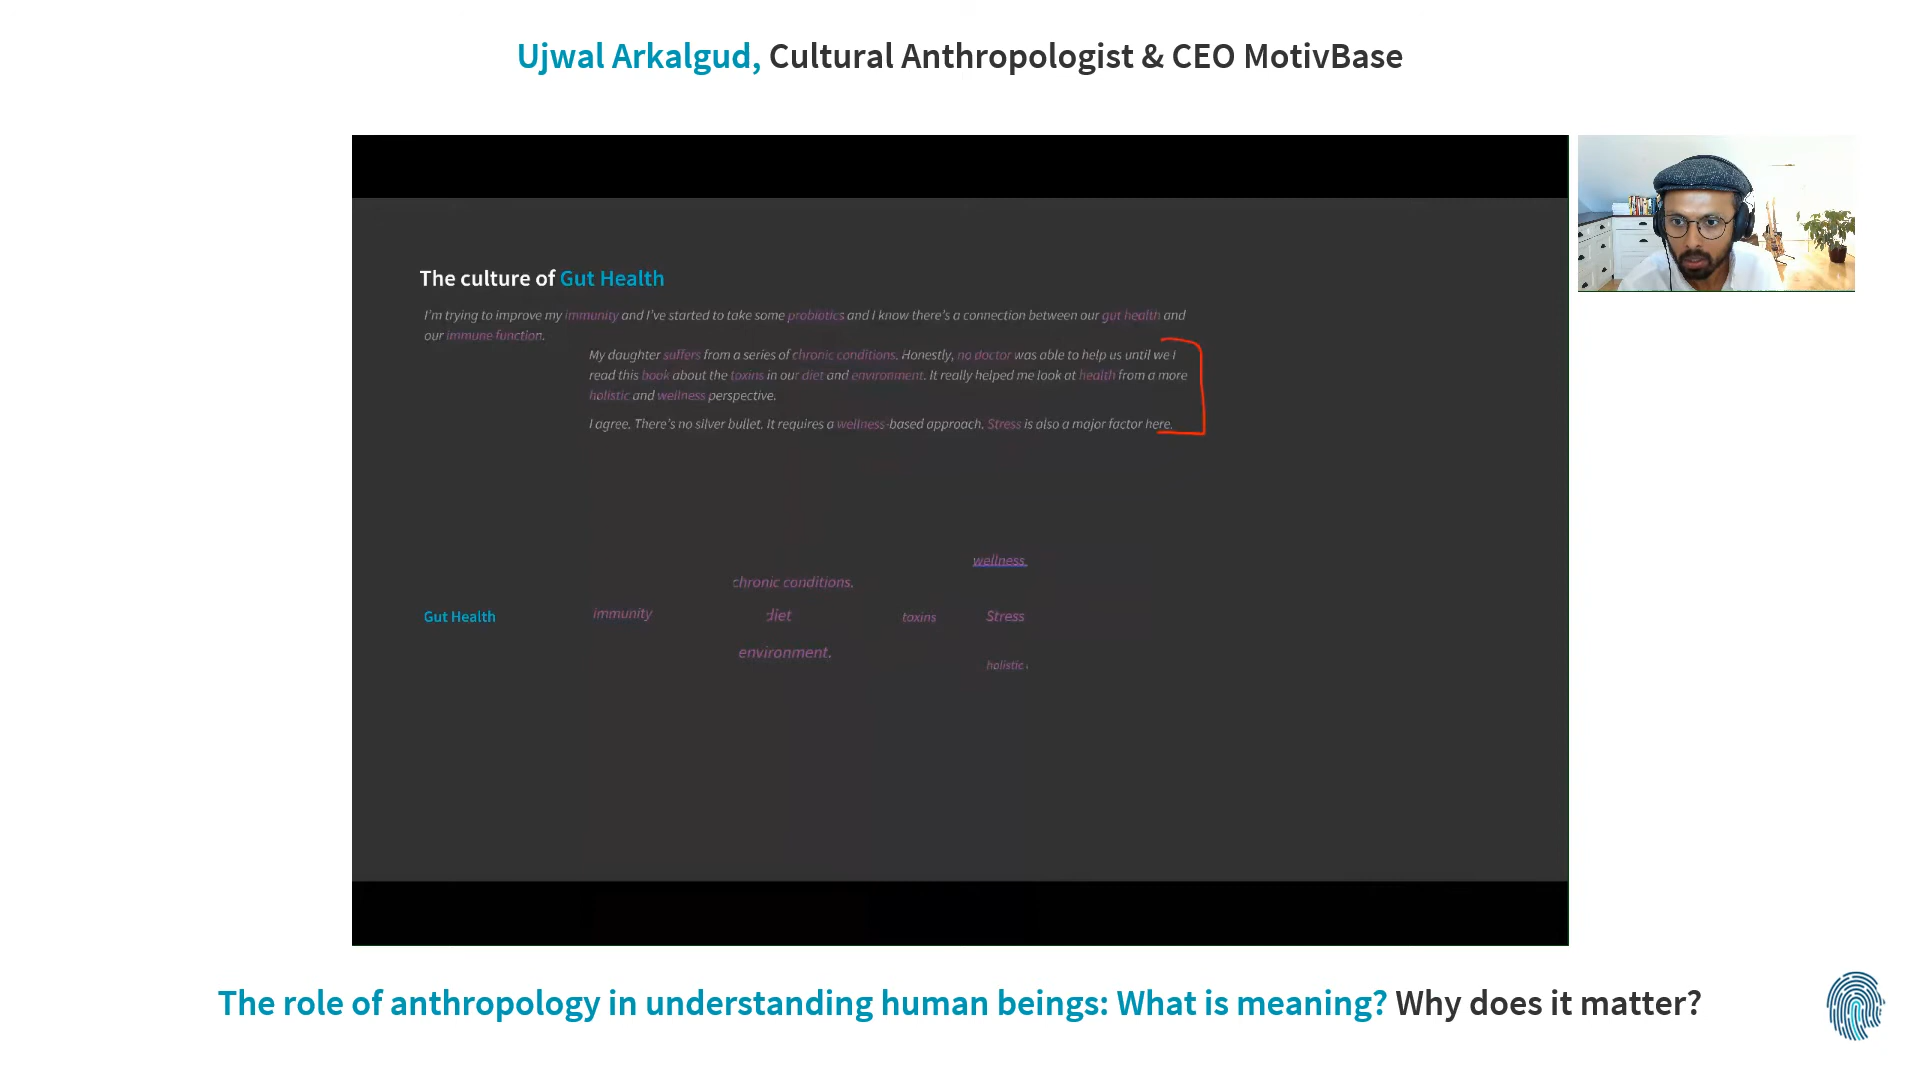 Ujwal Arkalgud, Cultural Anthropologist & CEO MotivBase
The culture of Gut Health
I'm trying to improve my immunity and I've started to take some probiotics and I know there's a connection between our gut health and
our immune function.
My daughter suffers from a series of chronic conditions. Honestly, no doctor was able to help us until we I
read this book about the toxins in our diet and environment. It really helped me look at health from a more
holistic and wellness perspective.
I agree. There's no silver bullet. It requires a wellness-based approach. Stress is also a major factor here.
wellness
chronic conditions.
Gut Health immunity diet toxins Stress
environment.
holistic
The role of anthropology in understanding human beings: What is meaning? Why does it matter?